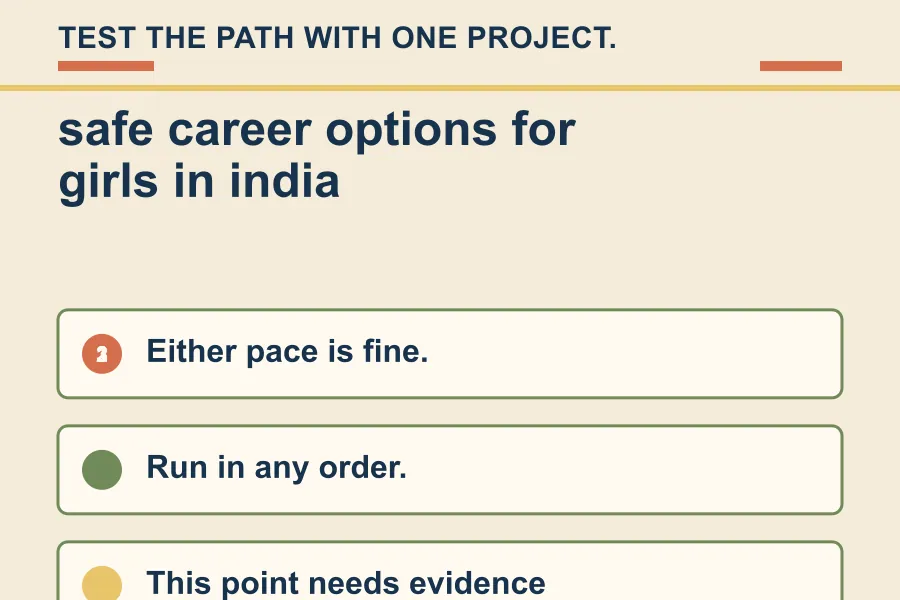 TEST THE PATH WITH ONE PROJECT.
safe career options for
girls in india
Either pace is fine.
Run in any order.
This point needs evidence